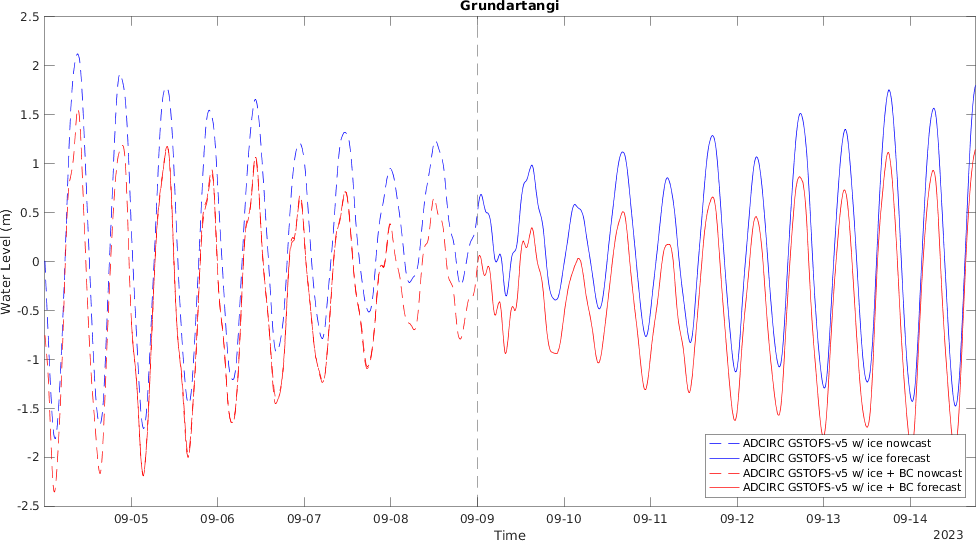 Grundartangi
2.5
2
1.5
1
0.5
0
-0.5
-1
-1.5
-2
-2.5
Water Level (m)
ADCIRC GSTOFS-v5 w/ ice nowcast
ADCIRC GSTOFS-v5 w/ ice forecast
ADCIRC GSTOFS-v5 w/ ice + BC nowcast
ADCIRC GSTOFS-v5 w/ ice + BC forecast
09-05 09-06 09-07 09-08 09-09 09-10 09-11 09-12 09-13 09-14
Time
2023